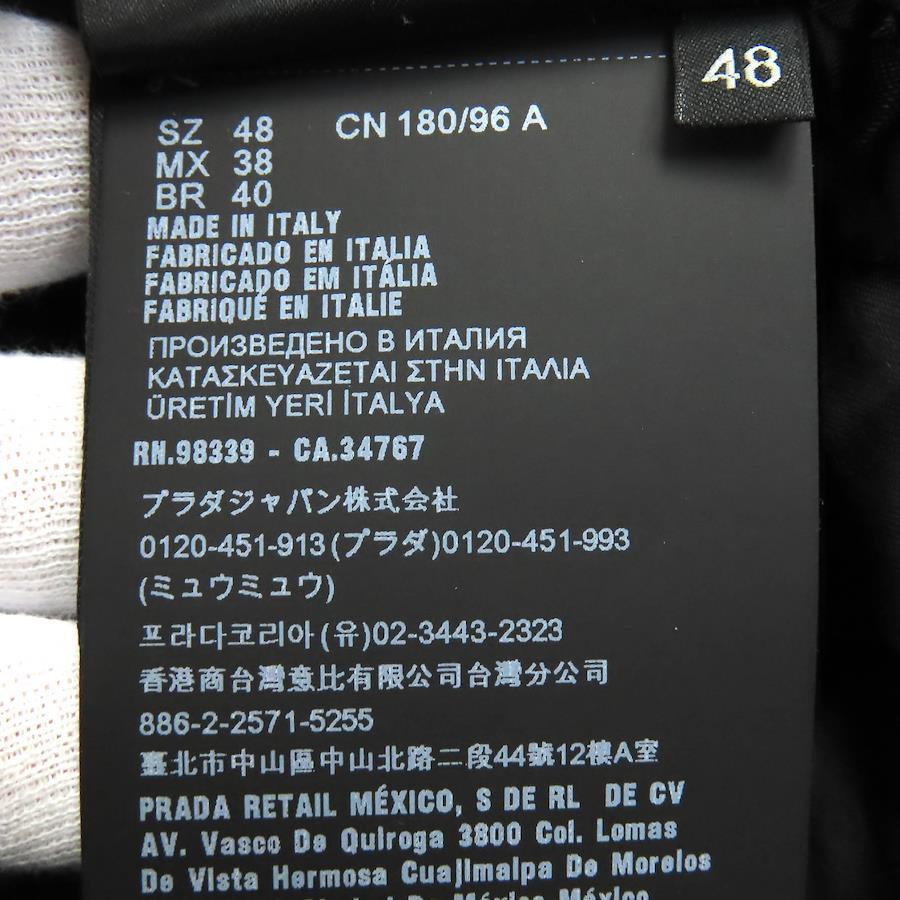 48
SZ 48 CN 180/96 A
MX 38
BR 40
MADE IN ITALY
FABRICADO EN ITALIA
FABRICADO EM ITÁLIA
FABRIQUÉ EN ITALIE
ПРОИЗВЕДЕНО В ИТАЛИЯ
ΚΑΤΑΣΚΕΥΑΖΕΤΑΙ ΣΤΗΝ ΙΤΑΛΙΑ
ÜRETİM YERİ İTALYA
RN.98339 - CA.34767
プラダジャパン株式会社
0120-451-913(プラダ)0120-451-993
(ミュウミュウ)
프라다코리아(유)02-3443-2323
香港商台灣意比有限公司台灣分公司
886-2-2571-5255
臺北市中山區中山北路二段44號12樓A室
PRADA RETAIL MÉXICO, S DE RL DE CV
AV. Vasco De Quiroga 3800 Col. Lomas
De Vista Hermosa Cuajimalpa De Morelos
De México México